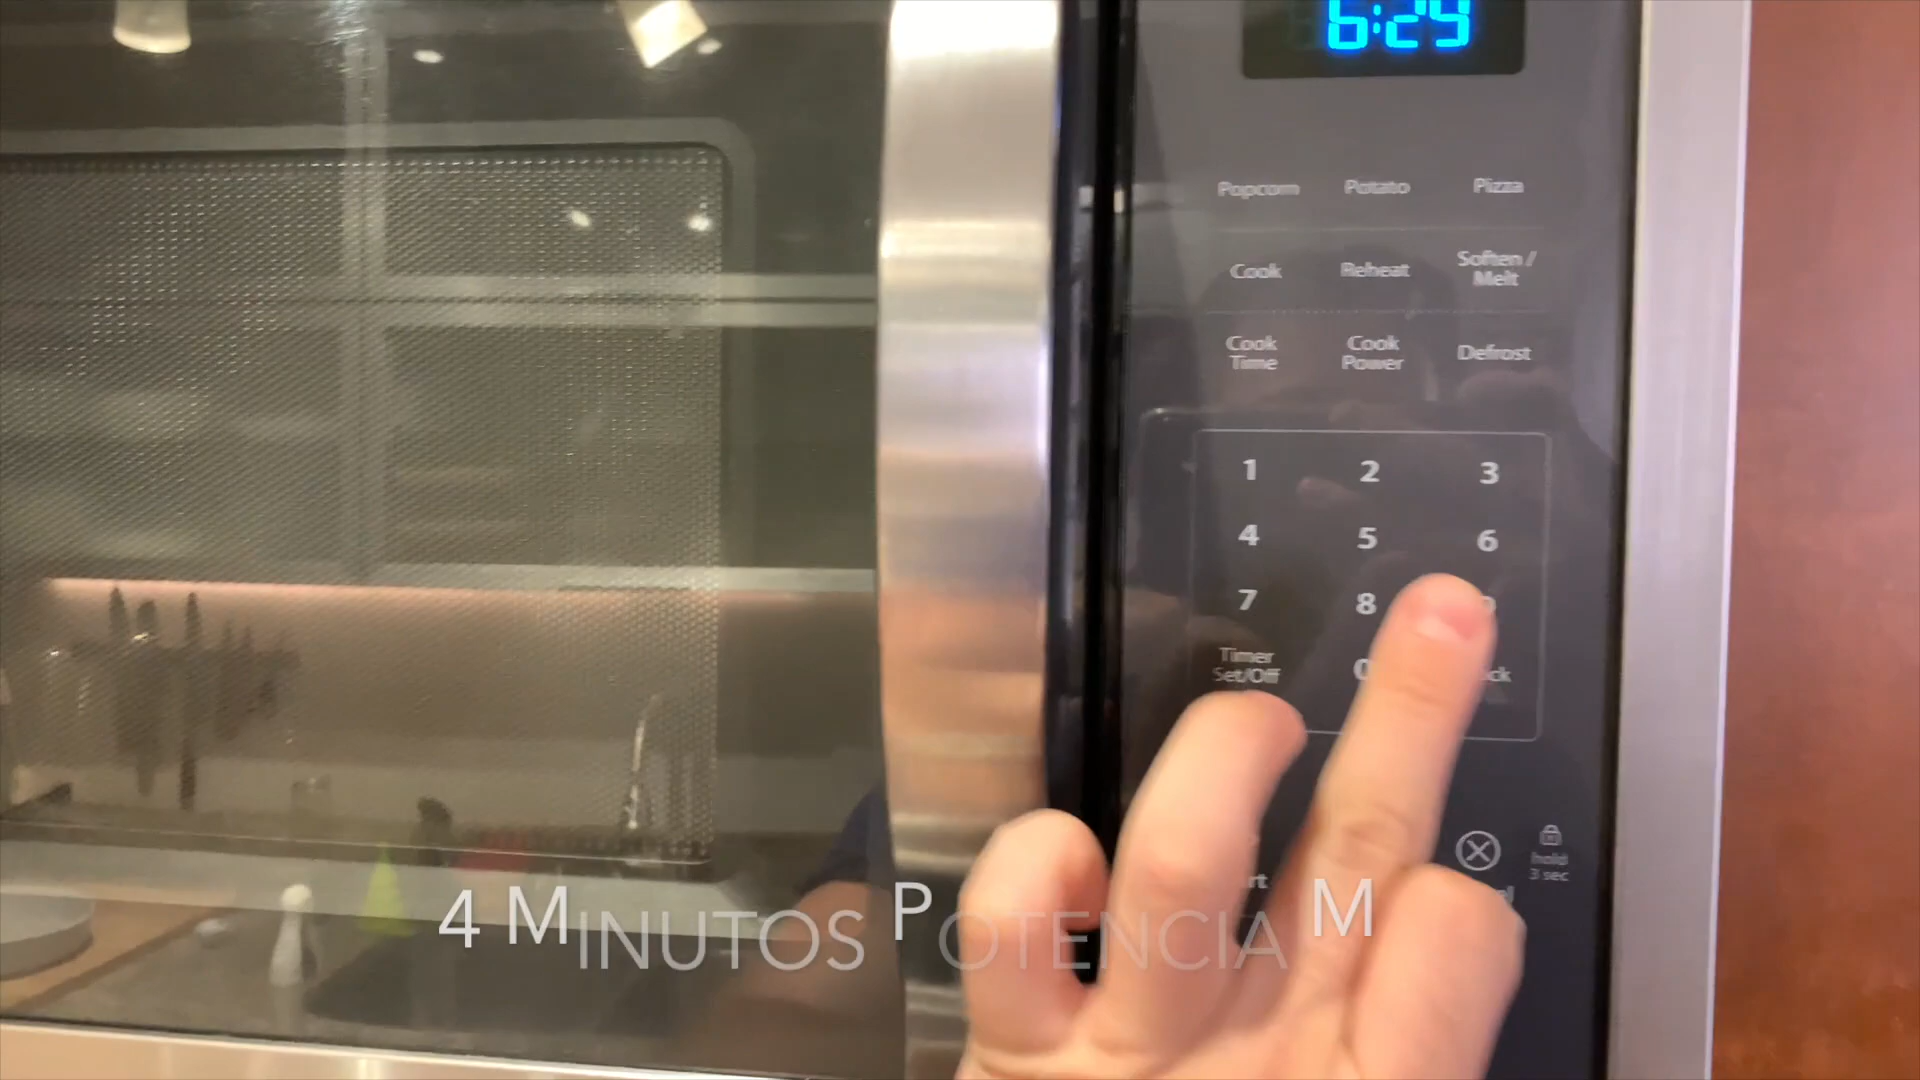 6:29
Popcorn Potato Pizza
Cook Reheat Soften / Melt
Cook Time Cook Power Defrost
1 2 3
4 5 6
7 8
Timer Set/Off 0
hold 3 sec
4 MINUTOS POTENCIA M